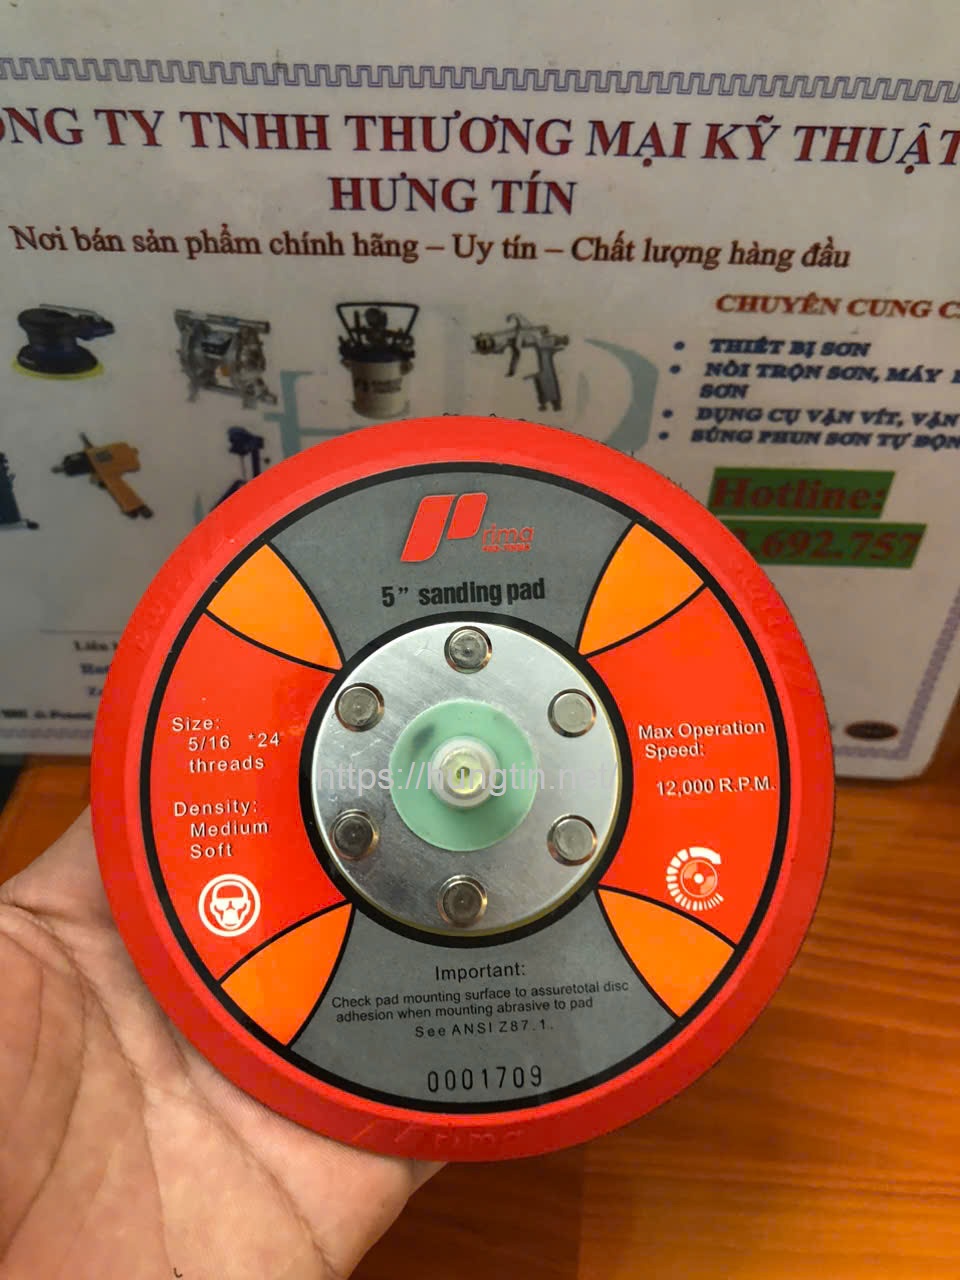 NG TY TNHH THƯƠNG MẠI KỸ THUẬT
HƯNG TÍN
Nơi bán sản phẩm chính hãng – Uy tín – Chất lượng hàng đầu
CHUYÊN CUNG C
• THIẾT BỊ SƠN
• NỒI TRỘN SƠN, MÁY
SƠN
• DỤNG CỤ VẶN VÍT, VẶN
• SÚNG PHUN SƠN TỰ ĐỘN
Hotline:
.692.757
Prima
5” sanding pad
Size:
5/16 *24
threads
Density:
Medium
Soft
Max Operation
Speed:
12,000 R.P.M.
https://hungtin.net
Important:
Check pad mounting surface to assuretotal disc
adhesion when mounting abrasive to pad
See ANSI Z87.1.
0001709
rima